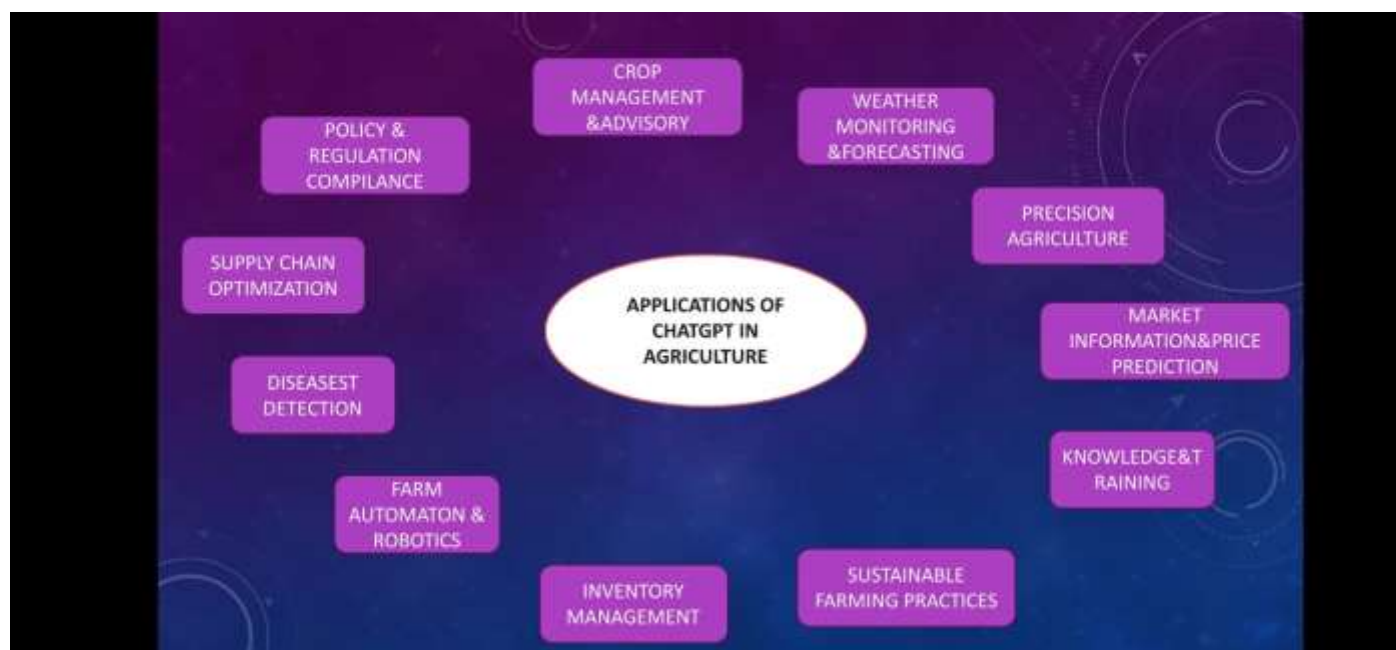 CROP
MANAGEMENT
&ADVISORY
WEATHER
MONITORING
&FORECASTING
POLICY &
REGULATION
COMPILANCE
PRECISION
AGRICULTURE
SUPPLY CHAIN
OPTIMIZATION
APPLICATIONS OF
CHATGPT IN
AGRICULTURE
MARKET
INFORMATION&PRICE
PREDICTION
DISEASEST
DETECTION
KNOWLEDGE&T
RAINING
FARM
AUTOMATON &
ROBOTICS
SUSTAINABLE
FARMING PRACTICES
INVENTORY
MANAGEMENT